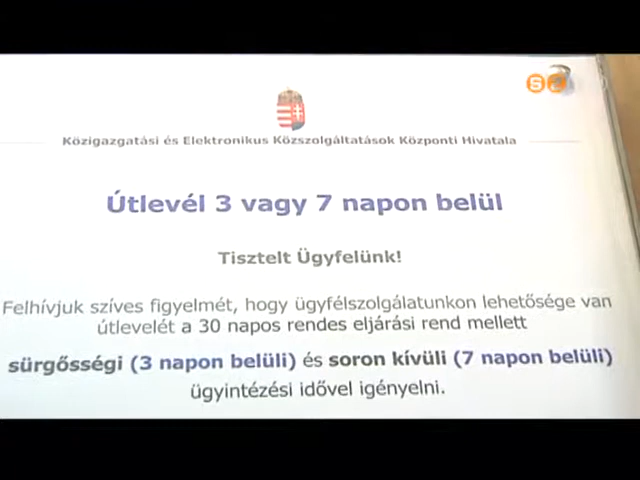 Közigazgatási és Elektronikus Közszolgáltatások Központi Hivatala
Útlevél 3 vagy 7 napon belül
Tisztelt Ügyfelünk!
Felhívjuk szíves figyelmét, hogy ügyfélszolgálatunkon lehetősége van
útlevelét a 30 napos rendes eljárási rend mellett
sürgősségi (3 napon belüli) és soron kívüli (7 napon belüli)
ügyintézési idővel igényelni.